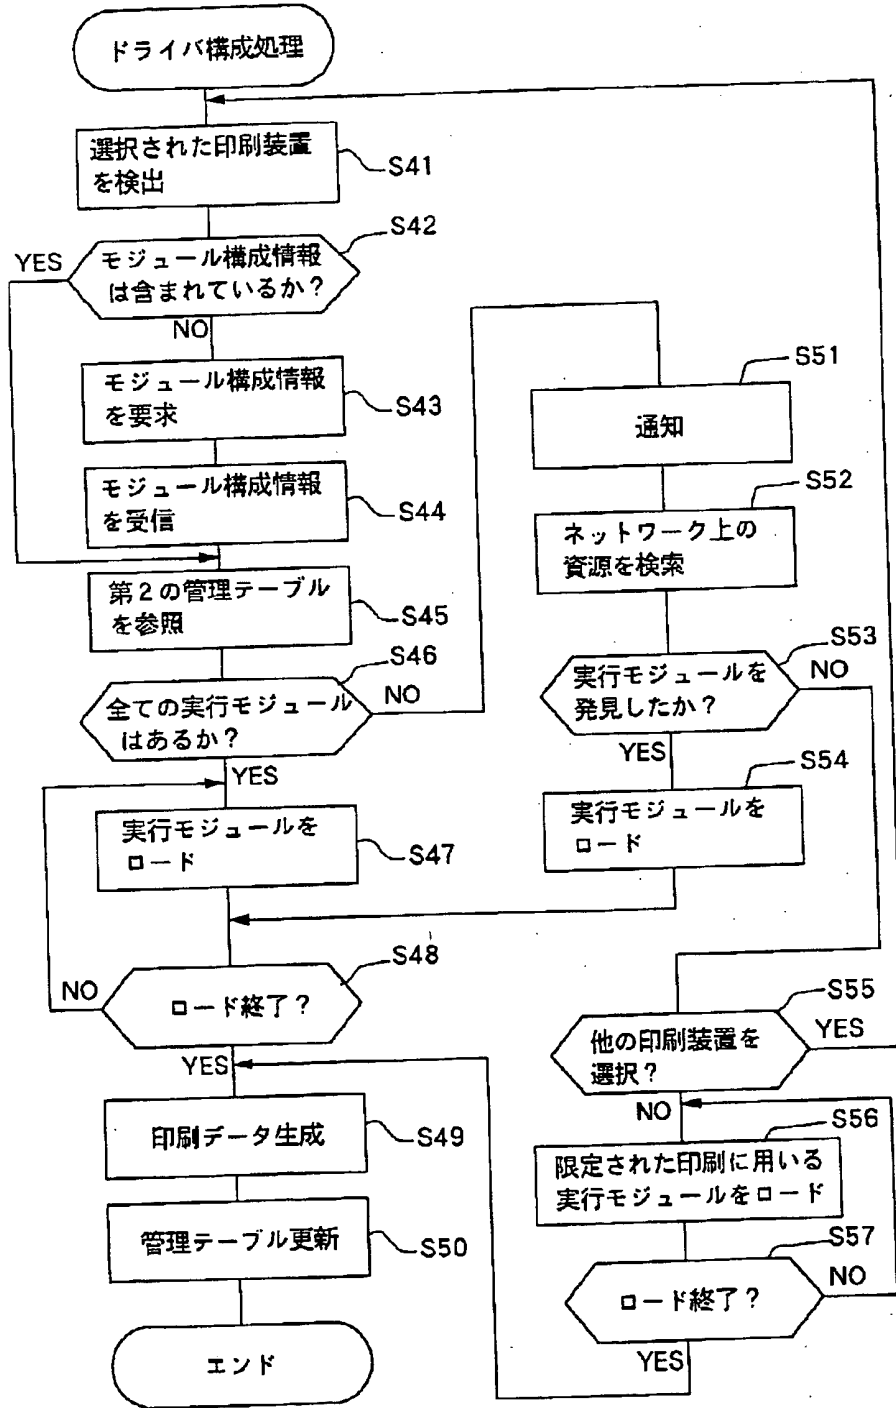 ドライバ構成処理
選択された印刷装置
を検出
S41
S42
YES
モジュール構成情報
は含まれているか？
NO
モジュール構成情報
を要求
S43
モジュール構成情報
を受信
S44
第２の管理テーブル
を参照
S45
S46
全ての実行モジュール
はあるか？
NO
YES
実行モジュールを
ロード
S47
S48
NO
ロード終了？
YES
印刷データ生成
S49
管理テーブル更新
S50
エンド
S51
通知
S52
ネットワーク上の
資源を検索
S53
実行モジュールを
発見したか？
NO
YES
S54
実行モジュールを
ロード
S55
他の印刷装置を
選択？
YES
NO
S56
限定された印刷に用いる
実行モジュールをロード
S57
ロード終了？
NO
YES